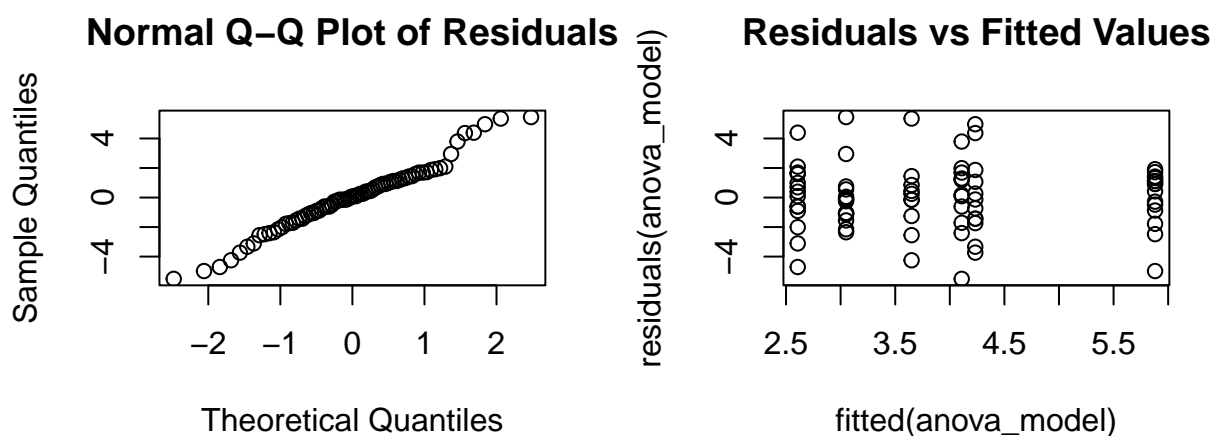 Normal Q−Q Plot of Residuals
Sample Quantiles
4
0
−4
−2 −1 0 1 2
Theoretical Quantiles
Residuals vs Fitted Values
residuals(anova_model)
4
0
−4
2.5 3.5 4.5 5.5
fitted(anova_model)